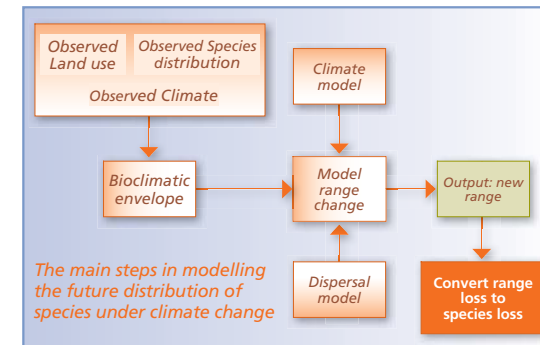 Observed
Land use
Observed Species
distribution
Observed Climate
Climate
model
Bioclimatic
envelope
Model
range
change
Output: new
range
Dispersal
model
Convert range
loss to
species loss
The main steps in modelling
the future distribution of
species under climate change